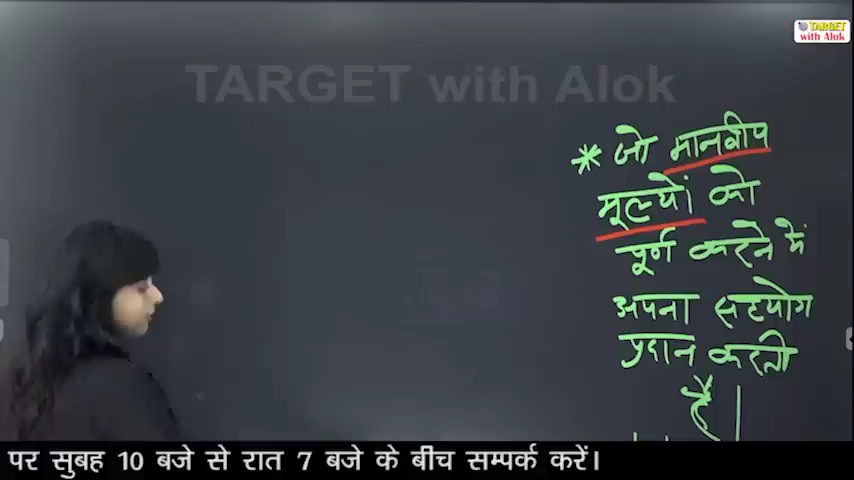 TARGET
with Alok
TARGET with Alok
* जो मानवीय
मूल्यों को
पूर्ण करने में
अपना सहयोग
प्रदान करती
है।
पर सुबह 10 बजे से रात 7 बजे के बीच सम्पर्क करें।